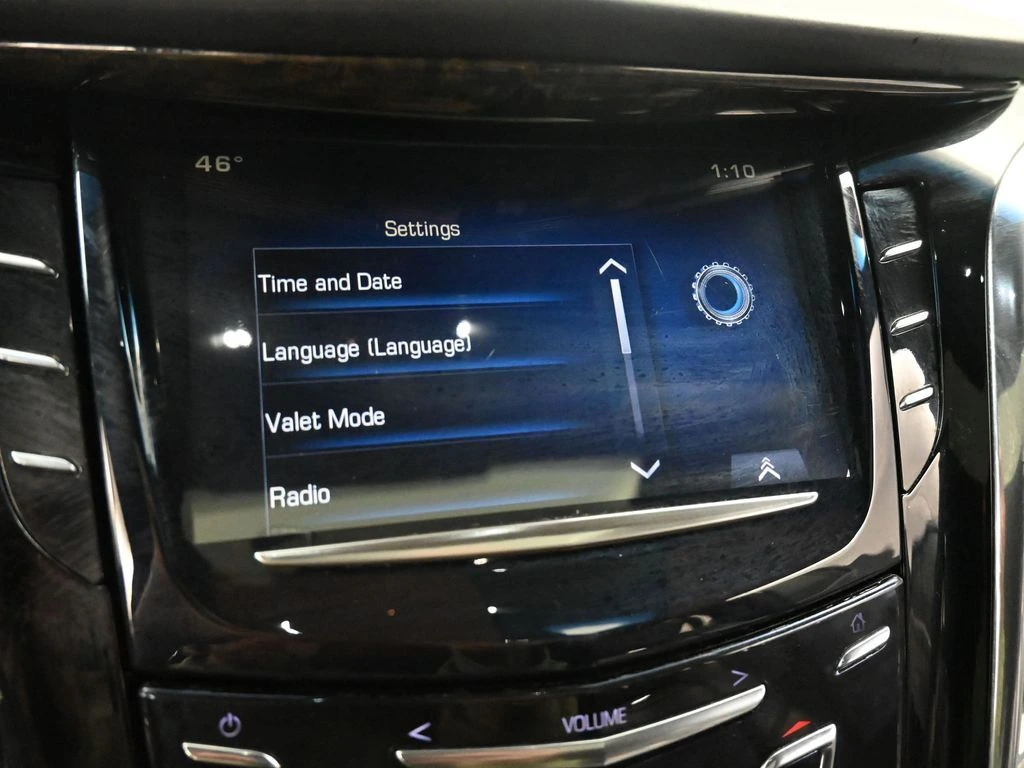 46°
1:10
Settings
Time and Date
Language (Language)
Valet Mode
Radio
VOLUME